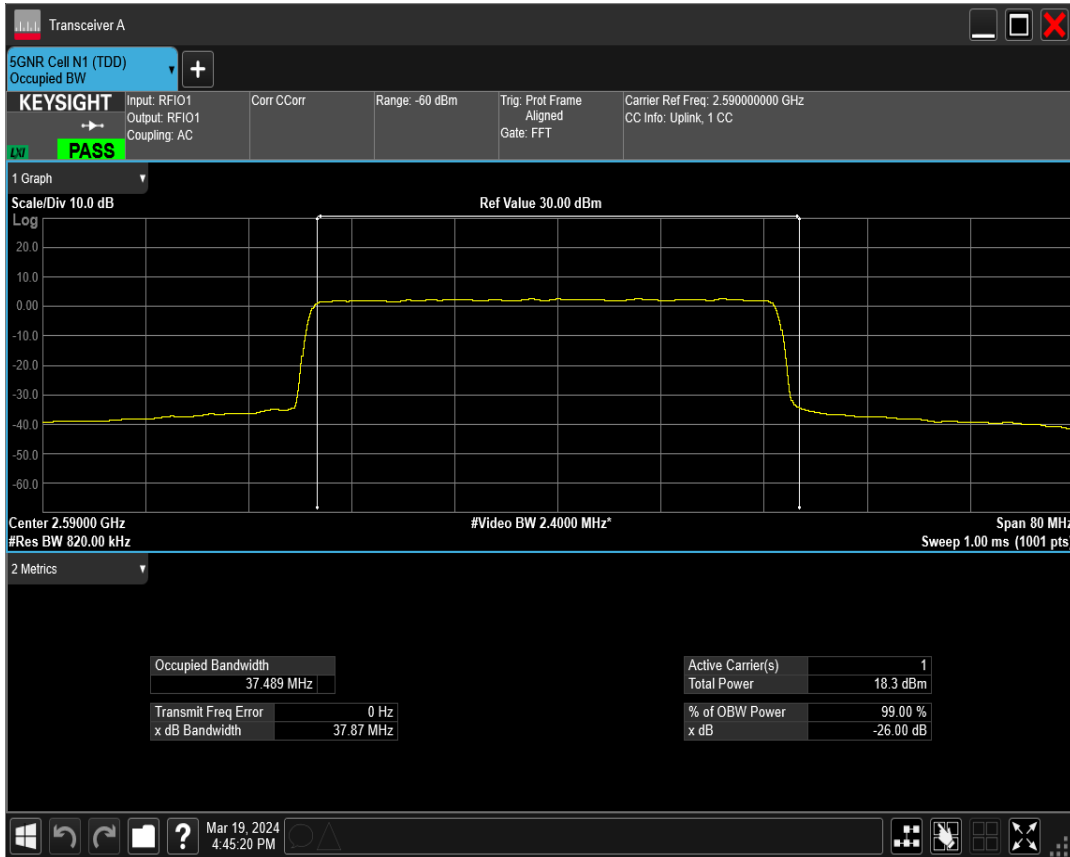 Transceiver A
5GNR Cell N1 (TDD)
Occupied BW
+
KEYSIGHT
LXI
PASS
Input: RFIO1
Output: RFIO1
Coupling: AC
Corr CCorr
Range: -60 dBm
Trig: Prot Frame
Aligned
Gate: FFT
Carrier Ref Freq: 2.590000000 GHz
CC Info: Uplink, 1 CC
1 Graph
Scale/Div 10.0 dB
Ref Value 30.00 dBm
Log
20.0
10.0
0.00
-10.0
-20.0
-30.0
-40.0
-50.0
-60.0
Center 2.59000 GHz
#Video BW 2.4000 MHz*
Span 80 MHz
#Res BW 820.00 kHz
Sweep 1.00 ms (1001 pts)
2 Metrics
Occupied Bandwidth
37.489 MHz
Transmit Freq Error 0 Hz
x dB Bandwidth 37.87 MHz
Active Carrier(s) 1
Total Power 18.3 dBm
% of OBW Power 99.00 %
x dB -26.00 dB
?
Mar 19, 2024
4:45:20 PM